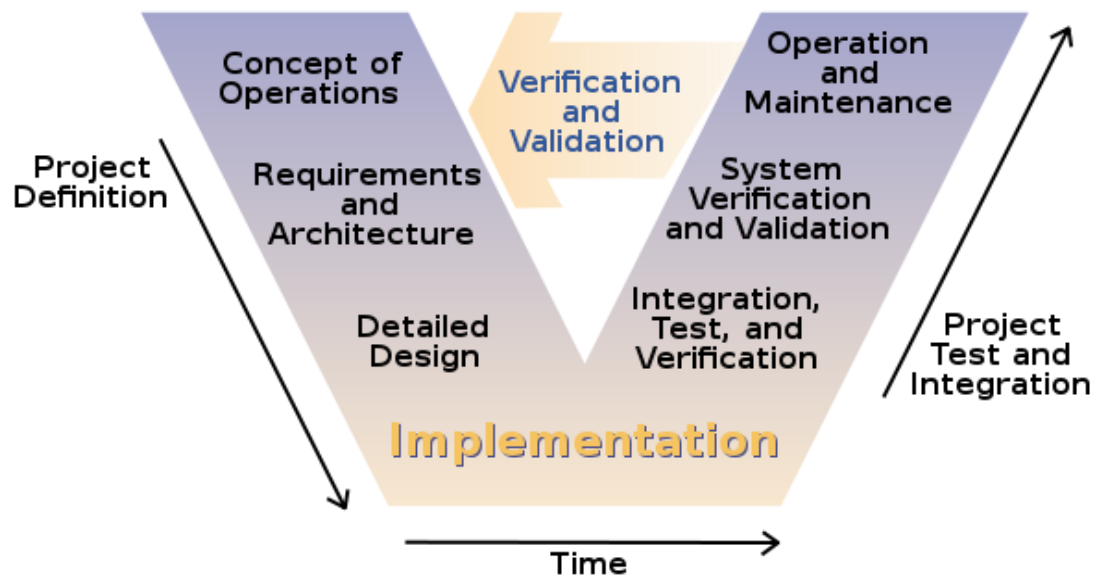 Concept of
Operations
Verification
and
Validation
Operation
and
Maintenance
Project
Definition
Requirements
and
Architecture
System
Verification
and Validation
Detailed
Design
Integration,
Test, and
Verification
Project
Test and
Integration
Implementation
Time